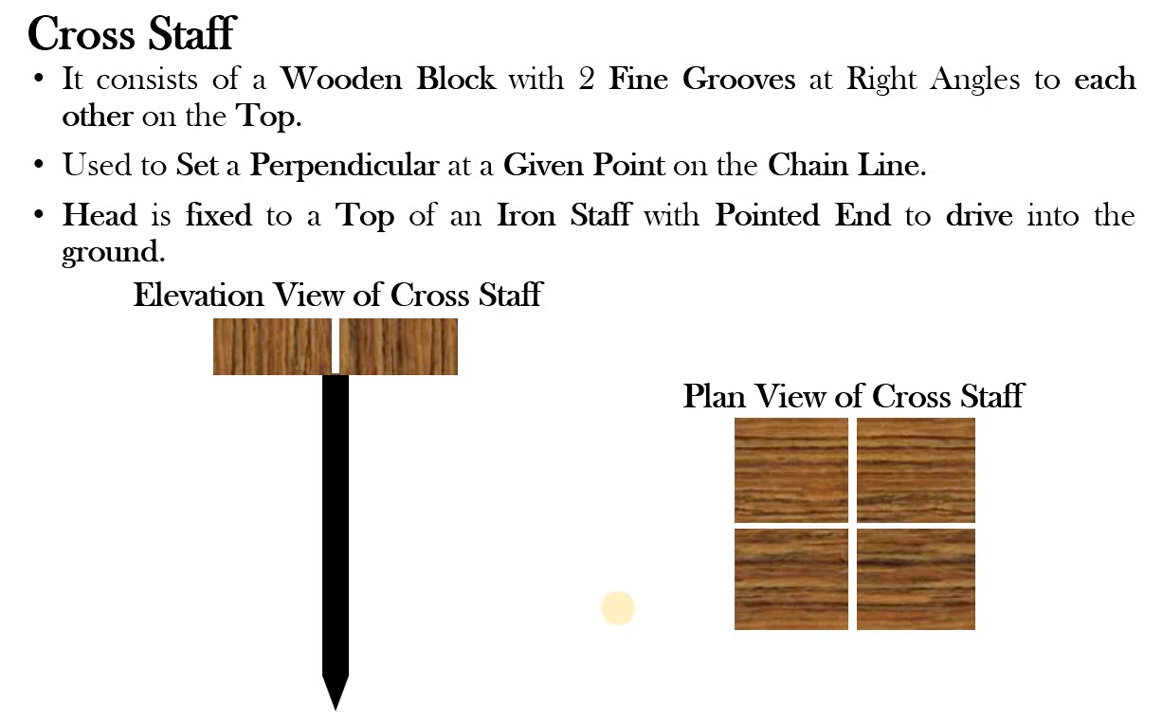 Cross Staff
• It consists of a Wooden Block with 2 Fine Grooves at Right Angles to each
other on the Top.
• Used to Set a Perpendicular at a Given Point on the Chain Line.
• Head is fixed to a Top of an Iron Staff with Pointed End to drive into the
ground.
Elevation View of Cross Staff
Plan View of Cross Staff